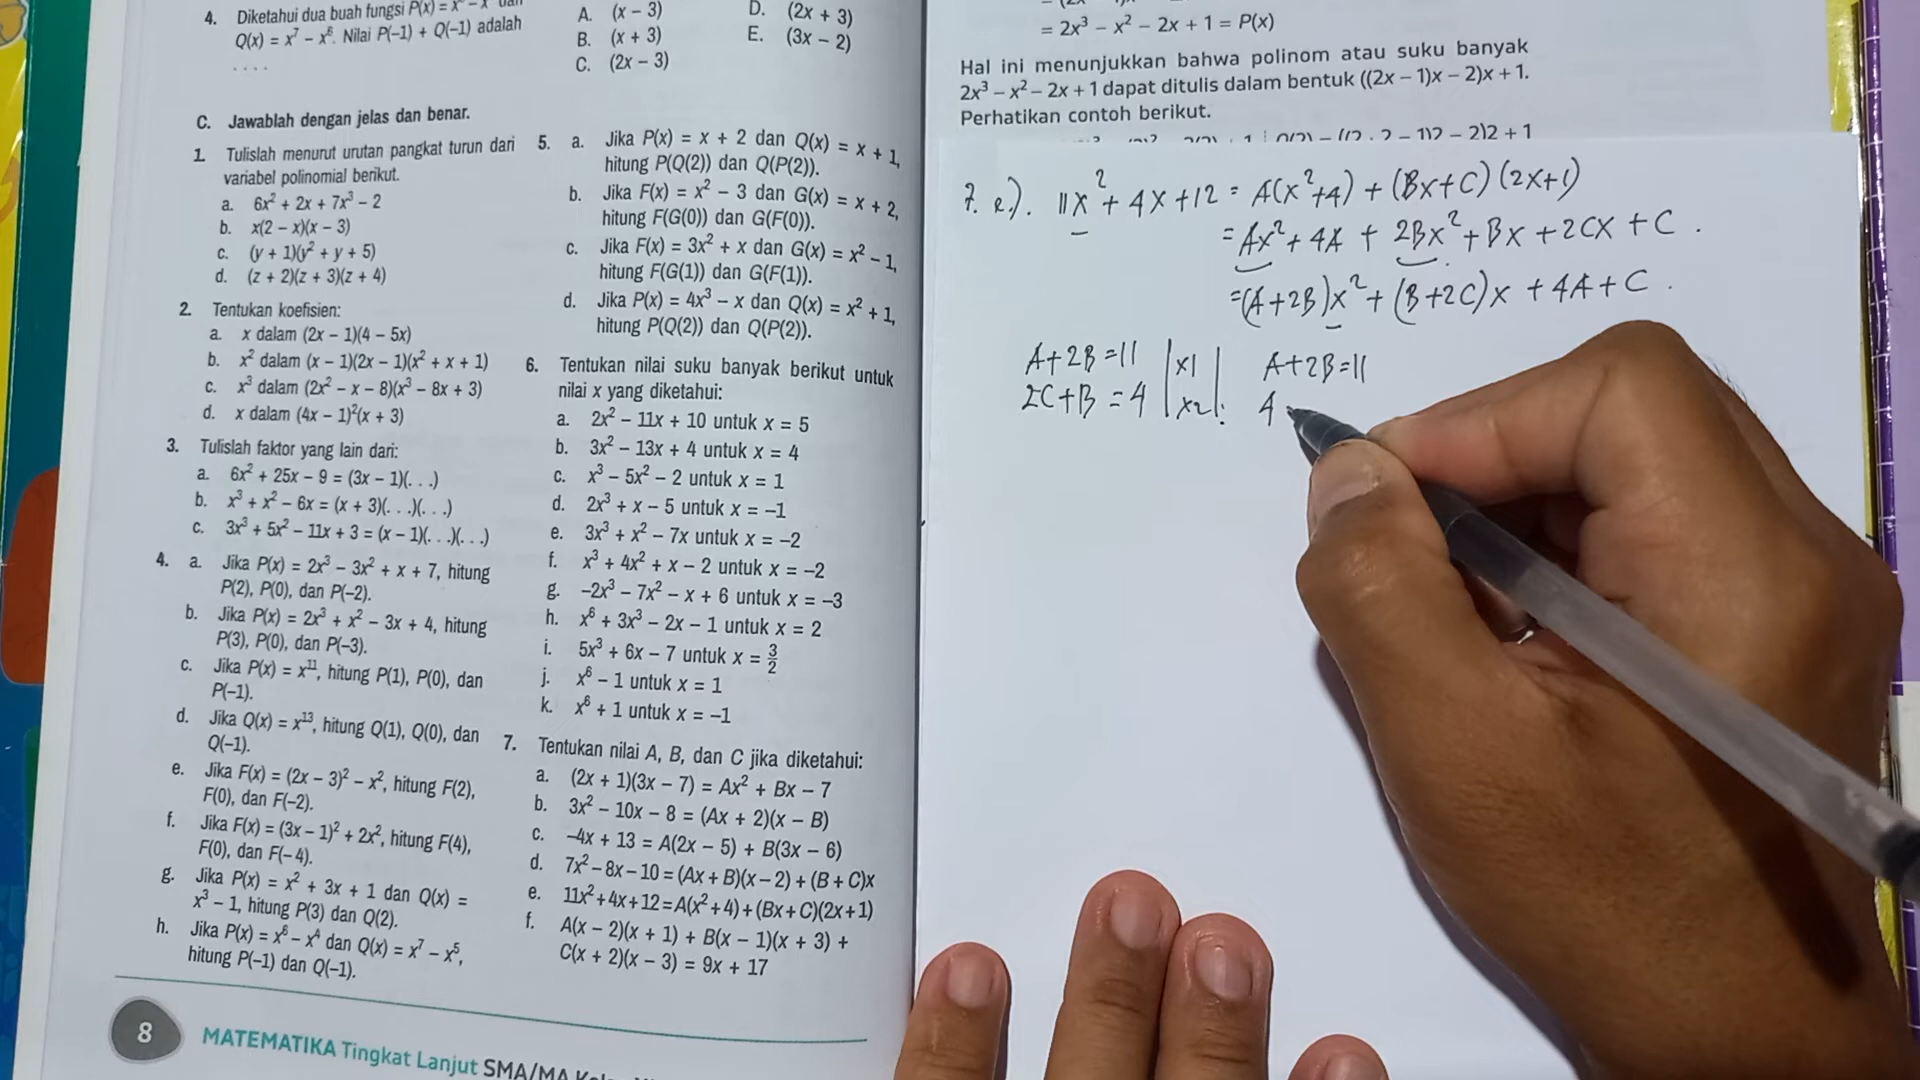 4. Diketahui dua buah fungsi P(x) =
Q(x) = x⁷ – x⁶. Nilai P(–1) + Q(–1) adalah
. . . .
A. (x – 3)
B. (x + 3)
C. (2x – 3)
D. (2x + 3)
E. (3x – 2)
C. Jawablah dengan jelas dan benar.
1. Tulislah menurut urutan pangkat turun dari
variabel polinomial berikut.
a. 6x² + 2x + 7x³ – 2
b. x(2 – x)(x – 3)
c. (y + 1)(y² + y + 5)
d. (z + 2)(z + 3)(z + 4)
2. Tentukan koefisien:
a. x dalam (2x – 1)(4 – 5x)
b. x² dalam (x – 1)(2x – 1)(x² + x + 1)
c. x³ dalam (2x² – x – 8)(x³ – 8x + 3)
d. x dalam (4x – 1)²(x + 3)
3. Tulislah faktor yang lain dari:
a. 6x² + 25x – 9 = (3x – 1)(. . .)
b. x³ + x² – 6x = (x + 3)(. . .)(. . .)
c. 3x³ + 5x² – 11x + 3 = (x – 1)(. . .)(. . .)
4. a. Jika P(x) = 2x³ – 3x² + x + 7, hitung
P(2), P(0), dan P(–2).
b. Jika P(x) = 2x³ + x² – 3x + 4, hitung
P(3), P(0), dan P(–3).
c. Jika P(x) = x¹¹, hitung P(1), P(0), dan
P(–1).
d. Jika Q(x) = x¹³, hitung Q(1), Q(0), dan
Q(–1).
e. Jika F(x) = (2x – 3)² – x², hitung F(2),
F(0), dan F(–2).
f. Jika F(x) = (3x – 1)² + 2x², hitung F(4),
F(0), dan F(– 4).
g. Jika P(x) = x² + 3x + 1 dan Q(x) =
x³ – 1, hitung P(3) dan Q(2).
h. Jika P(x) = x⁶ – x⁴ dan Q(x) = x⁷ – x⁵,
hitung P(–1) dan Q(–1).
5. a. Jika P(x) = x + 2 dan Q(x) = x + 1,
hitung P(Q(2)) dan Q(P(2)).
b. Jika F(x) = x² – 3 dan G(x) = x + 2,
hitung F(G(0)) dan G(F(0)).
c. Jika F(x) = 3x² + x dan G(x) = x² – 1,
hitung F(G(1)) dan G(F(1)).
d. Jika P(x) = 4x³ – x dan Q(x) = x² + 1,
hitung P(Q(2)) dan Q(P(2)).
6. Tentukan nilai suku banyak berikut untuk
nilai x yang diketahui:
a. 2x² – 11x + 10 untuk x = 5
b. 3x² – 13x + 4 untuk x = 4
c. x³ – 5x² – 2 untuk x = 1
d. 2x³ + x – 5 untuk x = –1
e. 3x³ + x² – 7x untuk x = –2
f. x³ + 4x² + x – 2 untuk x = –2
g. –2x³ – 7x² – x + 6 untuk x = –3
h. x⁶ + 3x³ – 2x – 1 untuk x = 2
i. 5x³ + 6x – 7 untuk x = 3/2
j. x⁶ – 1 untuk x = 1
k. x⁶ + 1 untuk x = –1
7. Tentukan nilai A, B, dan C jika diketahui:
a. (2x + 1)(3x – 7) = Ax² + Bx – 7
b. 3x² – 10x – 8 = (Ax + 2)(x – B)
c. –4x + 13 = A(2x – 5) + B(3x – 6)
d. 7x² – 8x – 10 = (Ax + B)(x – 2) + (B + C)x
e. 11x² + 4x + 12 = A(x² + 4) + (Bx + C)(2x + 1)
f. A(x – 2)(x + 1) + B(x – 1)(x + 3) +
C(x + 2)(x – 3) = 9x + 17
8 MATEMATIKA Tingkat Lanjut SMA/MA
= 2x³ – x² – 2x + 1 = P(x)
Hal ini menunjukkan bahwa polinom atau suku banyak
2x³ – x² – 2x + 1 dapat ditulis dalam bentuk ((2x – 1)x – 2)x + 1.
Perhatikan contoh berikut.
7. e). 11x² + 4x + 12 = A(x² + 4) + (Bx + C)(2x + 1)
= Ax² + 4A + 2Bx² + Bx + 2Cx + C.
= (A + 2B)x² + (B + 2C)x + 4A + C.
A + 2B = 11 | x1 | A + 2B = 11
2C + B = 4 | x2 | 4